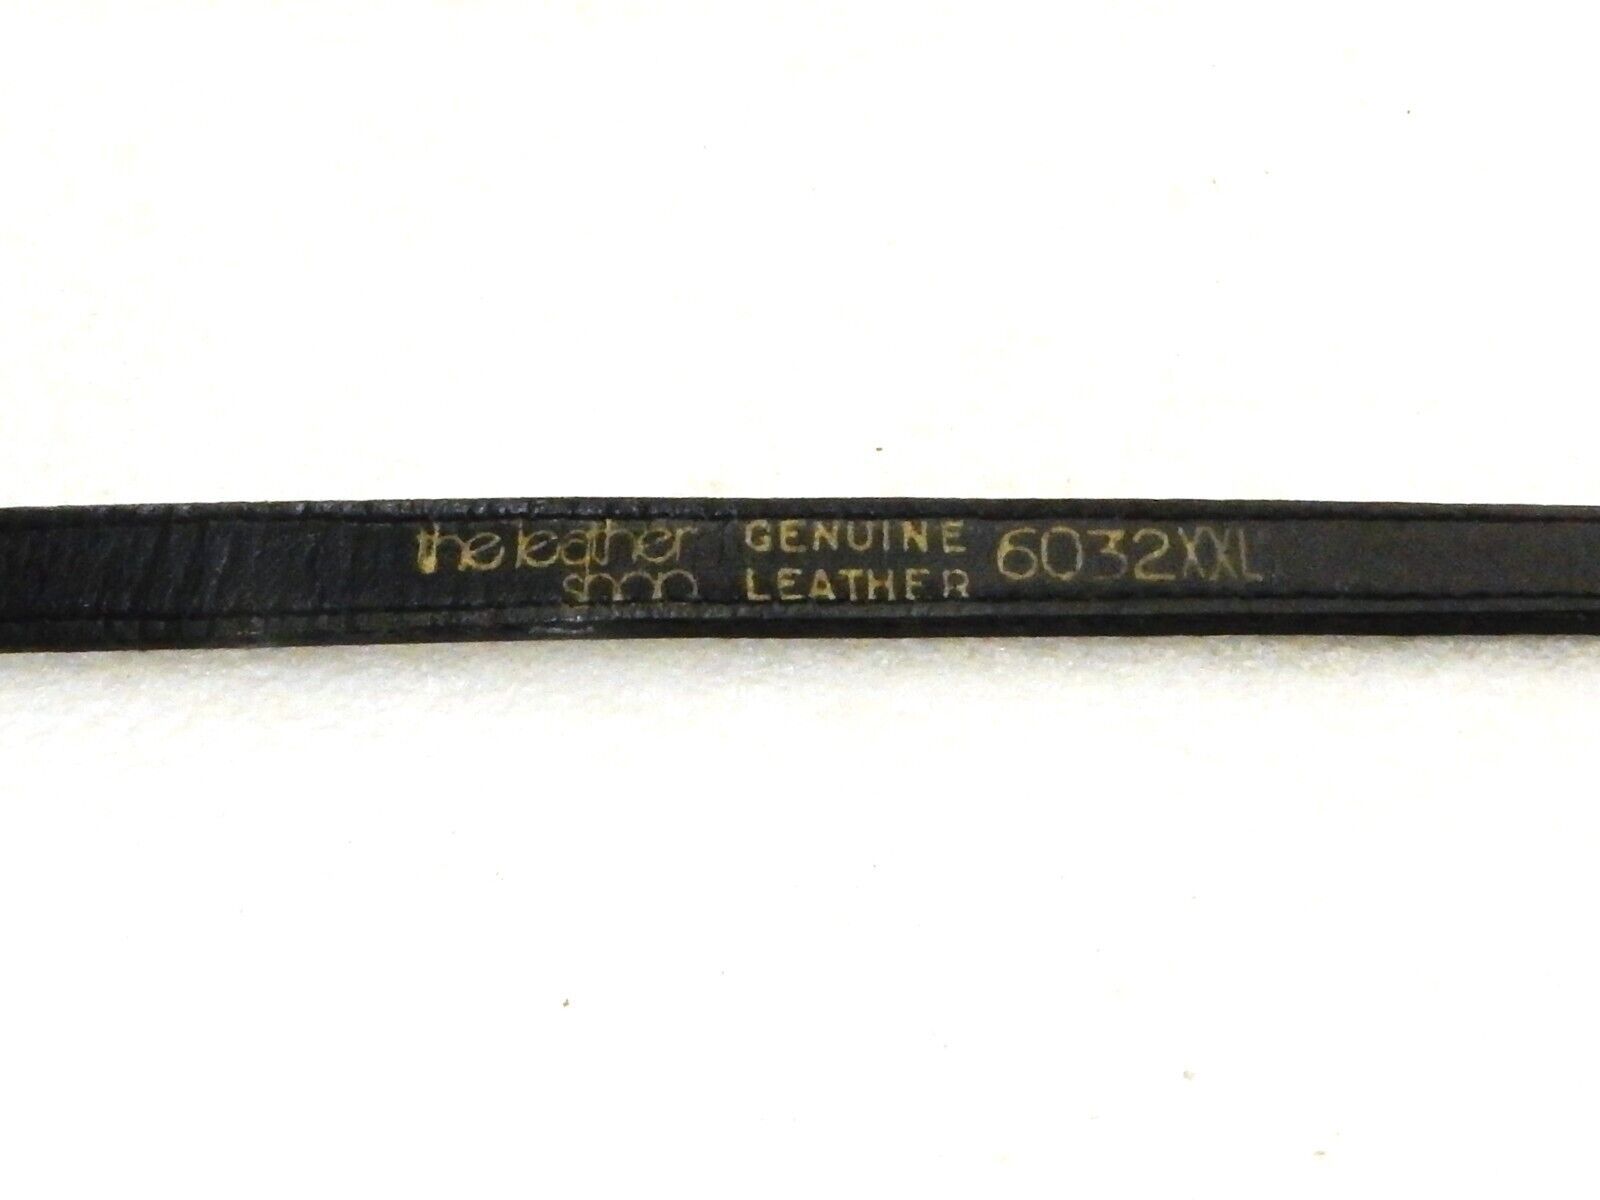 the leather
shop
GENUINE
LEATHER
6032XXL